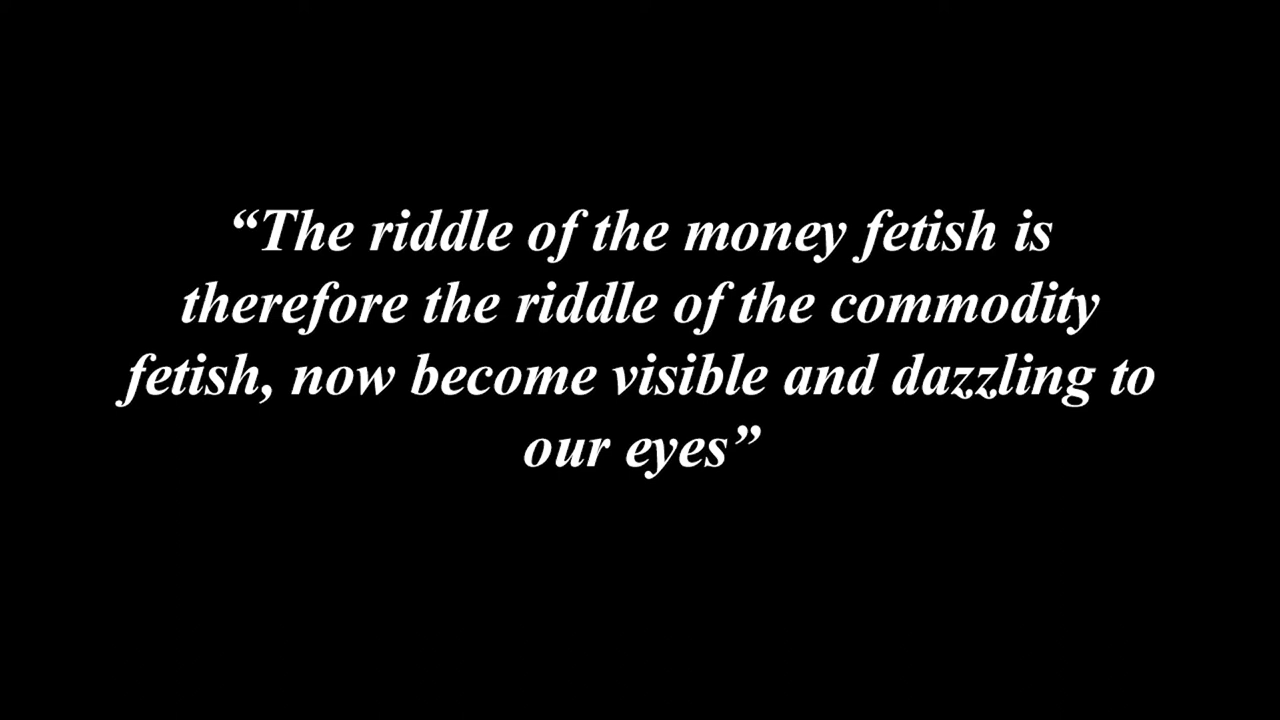 “The riddle of the money fetish is
therefore the riddle of the commodity
fetish, now become visible and dazzling to
our eyes”